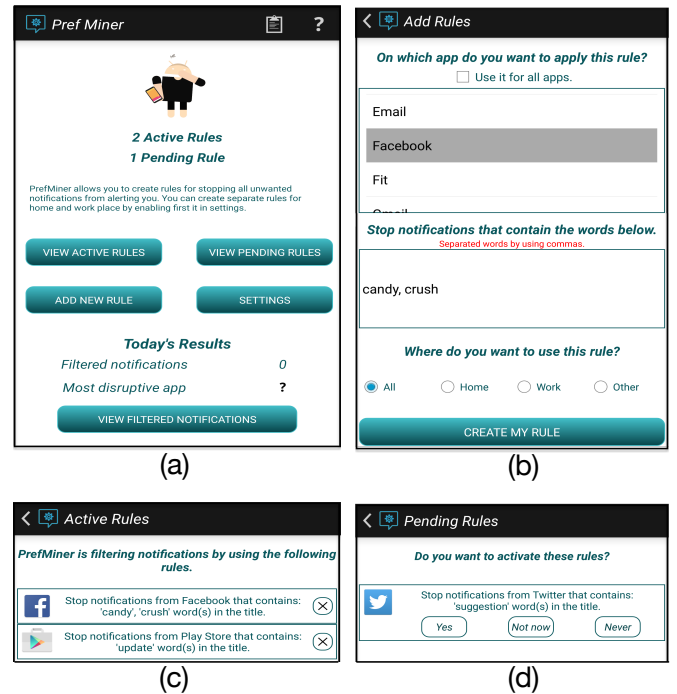 Pref Miner
?
2 Active Rules
1 Pending Rule
PrefMiner allows you to create rules for stopping all unwanted
notifications from alerting you. You can create separate rules for
home and work place by enabling first it in settings.
VIEW ACTIVE RULES
VIEW PENDING RULES
ADD NEW RULE
SETTINGS
Today's Results
Filtered notifications 0
Most disruptive app ?
VIEW FILTERED NOTIFICATIONS
(a)
Add Rules
On which app do you want to apply this rule?
Use it for all apps.
Email
Facebook
Fit
Gmail
Stop notifications that contain the words below.
Separated words by using commas.
candy, crush
Where do you want to use this rule?
All Home Work Other
CREATE MY RULE
(b)
Active Rules
PrefMiner is filtering notifications by using the following
rules.
Stop notifications from Facebook that contains:
'candy', 'crush' word(s) in the title.
Stop notifications from Play Store that contains:
'update' word(s) in the title.
(c)
Pending Rules
Do you want to activate these rules?
Stop notifications from Twitter that contains:
'suggestion' word(s) in the title.
Yes Not now Never
(d)